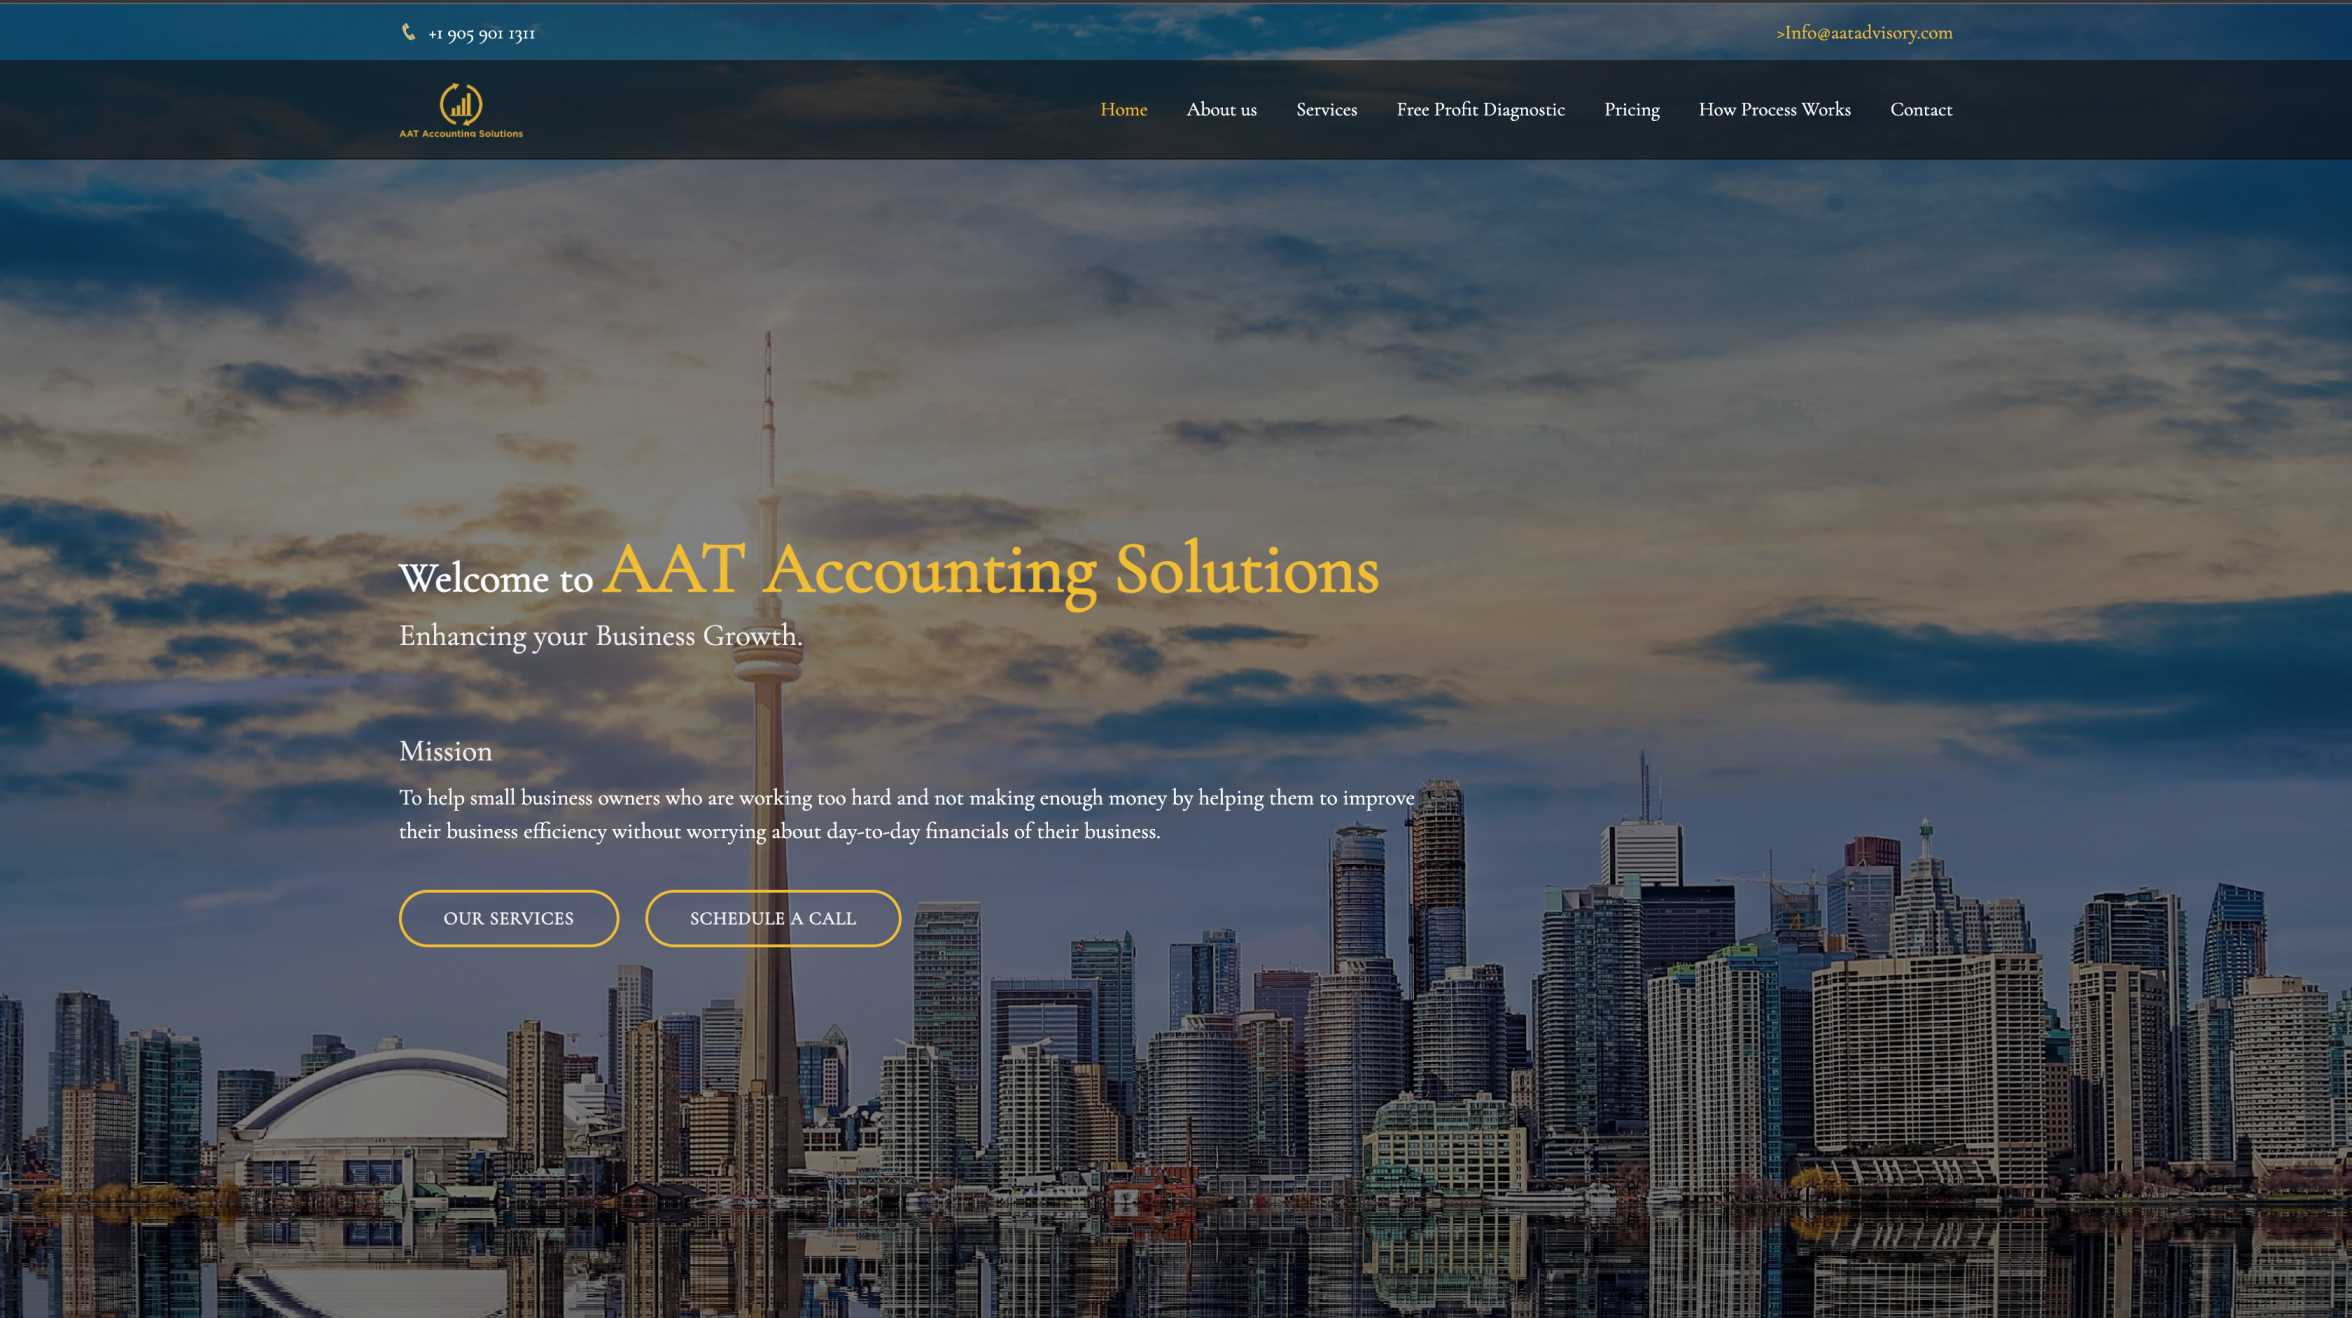 +1 905 901 1311
>Info@aatadvisory.com
AAT Accounting Solutions
Home
About us
Services
Free Profit Diagnostic
Pricing
How Process Works
Contact
Welcome to AAT Accounting Solutions
Enhancing your Business Growth.
Mission
To help small business owners who are working too hard and not making enough money by helping them to improve
their business efficiency without worrying about day-to-day financials of their business.
OUR SERVICES
SCHEDULE A CALL